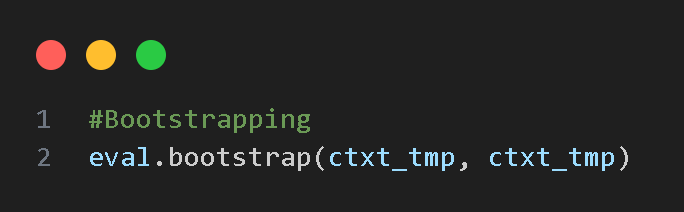 1 #Bootstrapping
2 eval.bootstrap(ctxt_tmp, ctxt_tmp)